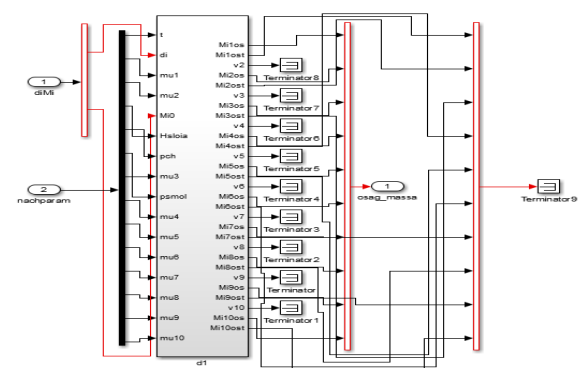 t
Mi1os
di
Mi1ost
v2
mu1
Mi2os
Terminator8
1
mu2
Mi2ost
diMi
v3
Mi3os
Terminator7
Mi0
Mi3ost
v4
Hsloia
Mi4os
Terminator6
Mi4ost
pch
v5
Mi5os
Terminator5
mu3
Mi5ost
2
v6
1
nachparam
psmol
Mi6os
Terminator4
osag_massa
Terminator9
Mi6ost
mu4
v7
Mi7os
Terminator3
mu5
Mi7ost
v8
mu6
Mi8os
Terminator2
Mi8ost
mu7
v9
Mi9os
Terminator
mu8
Mi9ost
v10
mu9
Mi10os
Terminator1
Mi10ost
mu10
d1